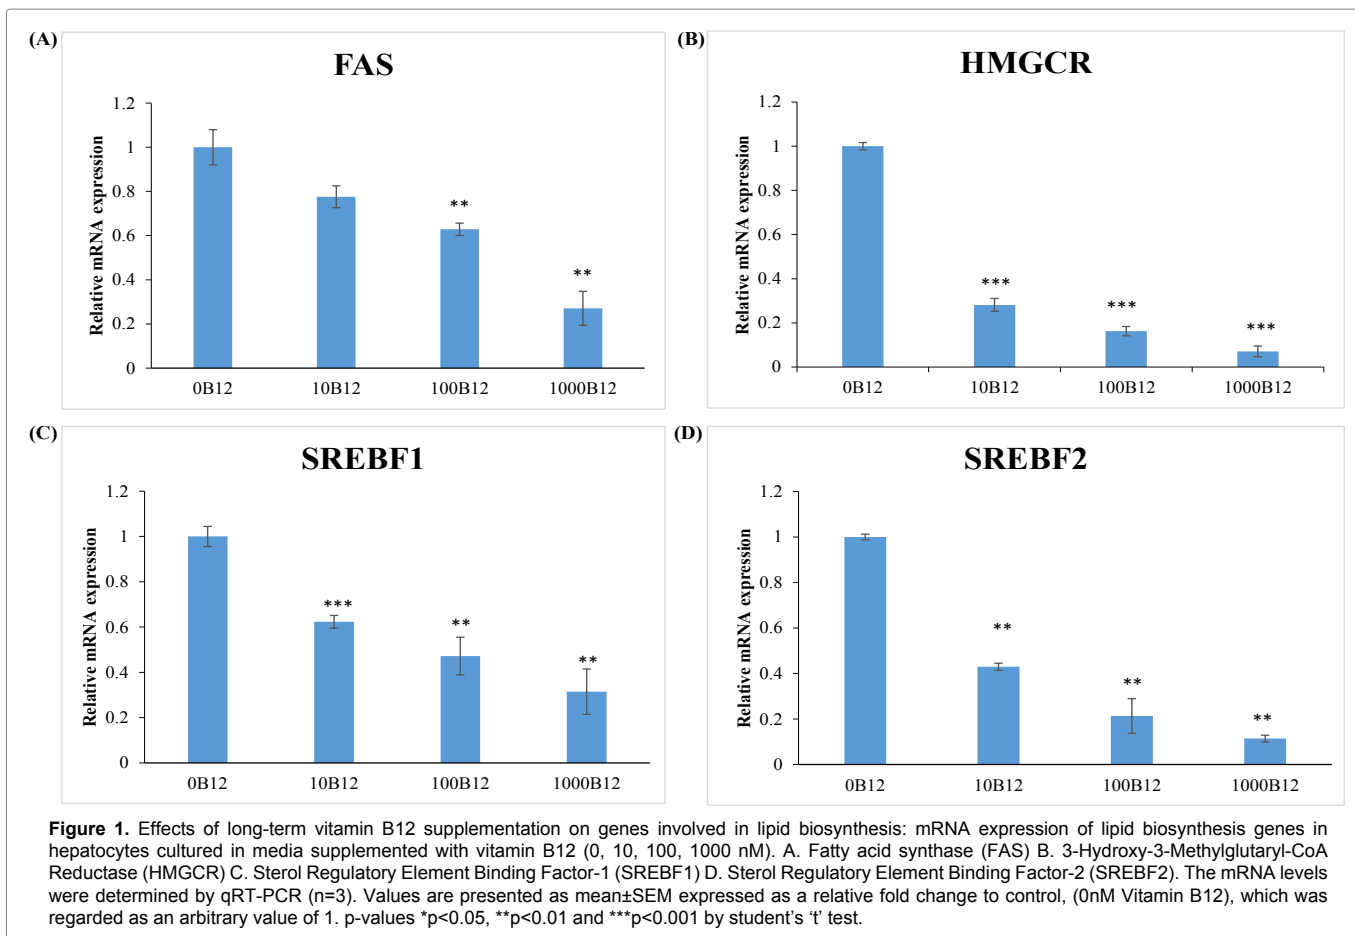 (A)
FAS
Relative mRNA expression
1.2
1
0.8
0.6
0.4
0.2
0
**
**
0B12 10B12 100B12 1000B12
(B)
HMGCR
Relative mRNA expression
1.2
1
0.8
0.6
0.4
0.2
0
***
***
***
0B12 10B12 100B12 1000B12
(C)
SREBF1
Relative mRNA expression
1.2
1
0.8
0.6
0.4
0.2
0
***
**
**
0B12 10B12 100B12 1000B12
(D)
SREBF2
Relative mRNA expression
1.2
1
0.8
0.6
0.4
0.2
0
**
**
**
0B12 10B12 100B12 1000B12
Figure 1. Effects of long-term vitamin B12 supplementation on genes involved in lipid biosynthesis: mRNA expression of lipid biosynthesis genes in
hepatocytes cultured in media supplemented with vitamin B12 (0, 10, 100, 1000 nM). A. Fatty acid synthase (FAS) B. 3-Hydroxy-3-Methylglutaryl-CoA
Reductase (HMGCR) C. Sterol Regulatory Element Binding Factor-1 (SREBF1) D. Sterol Regulatory Element Binding Factor-2 (SREBF2). The mRNA levels
were determined by qRT-PCR (n=3). Values are presented as mean±SEM expressed as a relative fold change to control, (0nM Vitamin B12), which was
regarded as an arbitrary value of 1. p-values *p<0.05, **p<0.01 and ***p<0.001 by student's 't' test.